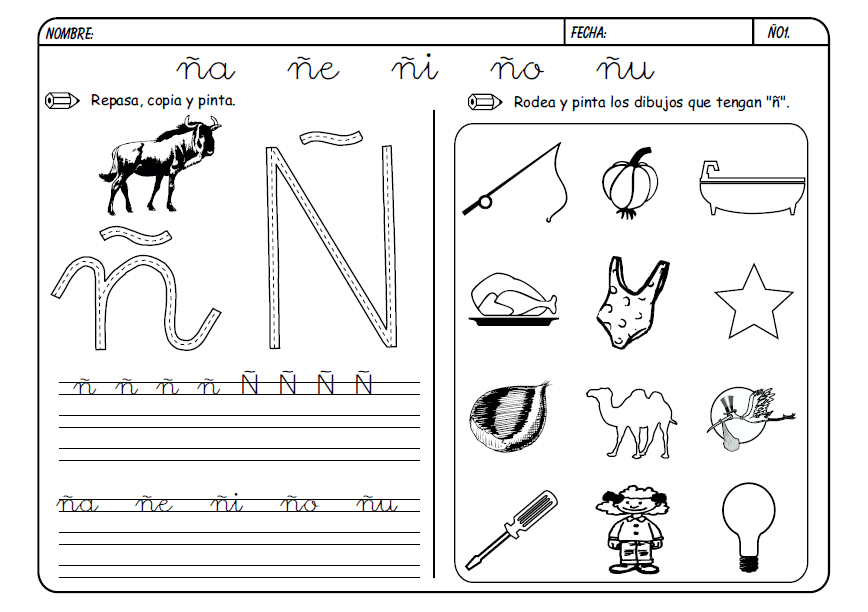 NOMBRE: FECHA: Ñ01.
ña ñe ñi ño ñu
Repasa, copia y pinta.
Rodea y pinta los dibujos que tengan "ñ".
Ñ
ñ
ñ ñ ñ ñ Ñ Ñ Ñ Ñ
ña ñe ñi ño ñu